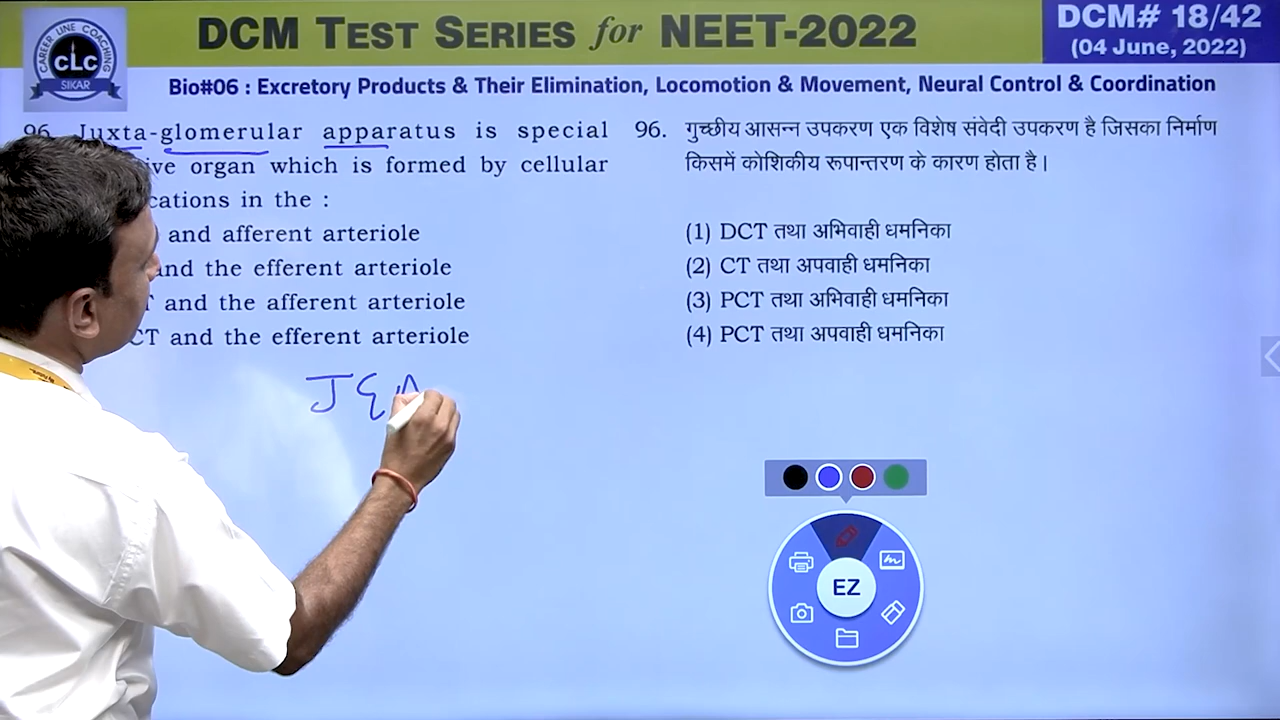 CAREER LINE COACHING
CLC
SIKAR
DCM TEST SERIES for NEET-2022
DCM# 18/42
(04 June, 2022)
Bio#06 : Excretory Products & Their Elimination, Locomotion & Movement, Neural Control & Coordination
96. Juxta-glomerular apparatus is special
ve organ which is formed by cellular
cations in the :
and afferent arteriole
and the efferent arteriole
T and the afferent arteriole
CT and the efferent arteriole
J G A
96. गुच्छीय आसन्न उपकरण एक विशेष संवेदी उपकरण है जिसका निर्माण
किसमें कोशिकीय रूपान्तरण के कारण होता है।
(1) DCT तथा अभिवाही धमनिका
(2) CT तथा अपवाही धमनिका
(3) PCT तथा अभिवाही धमनिका
(4) PCT तथा अपवाही धमनिका
EZ